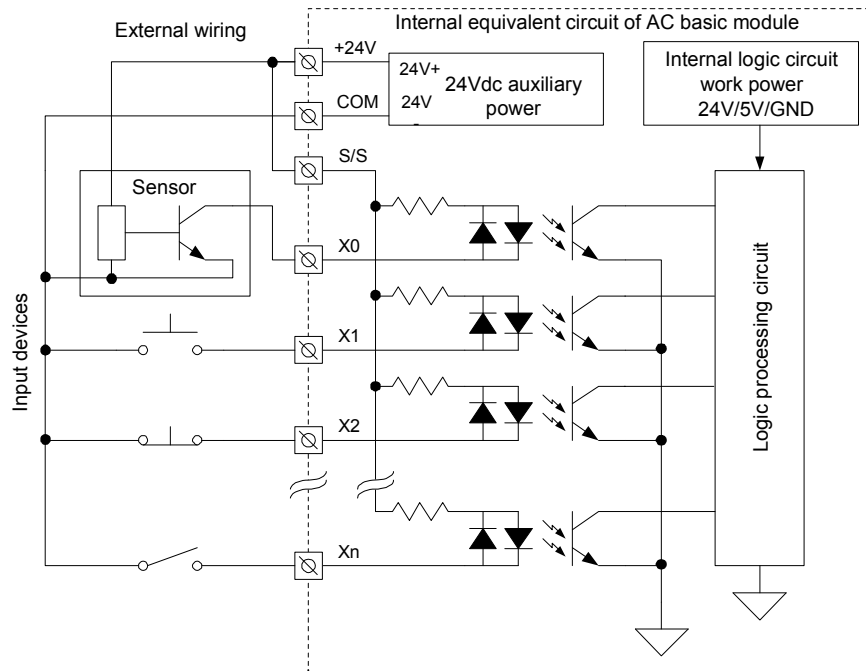 External wiring
Internal equivalent circuit of AC basic module
+24V
24V+
24Vdc auxiliary
power
Internal logic circuit
work power
24V/5V/GND
COM
24V
-
S/S
Sensor
X0
X1
X2
Xn
Input devices
Logic processing circuit